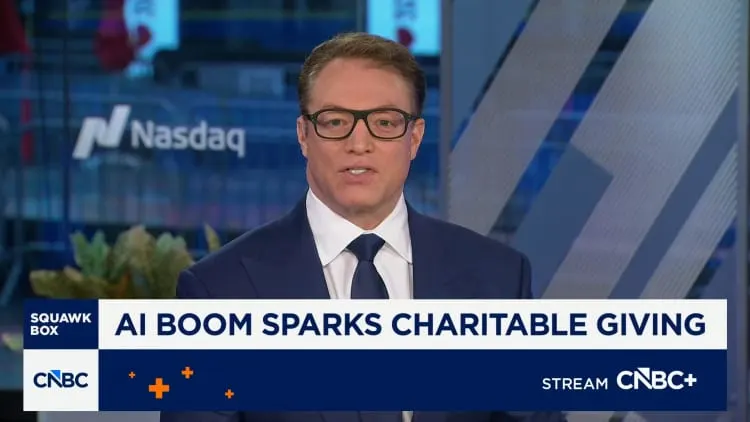 Nasdaq
SQUAWK
BOX
AI BOOM SPARKS CHARITABLE GIVING
CNBC
STREAM CNBC+